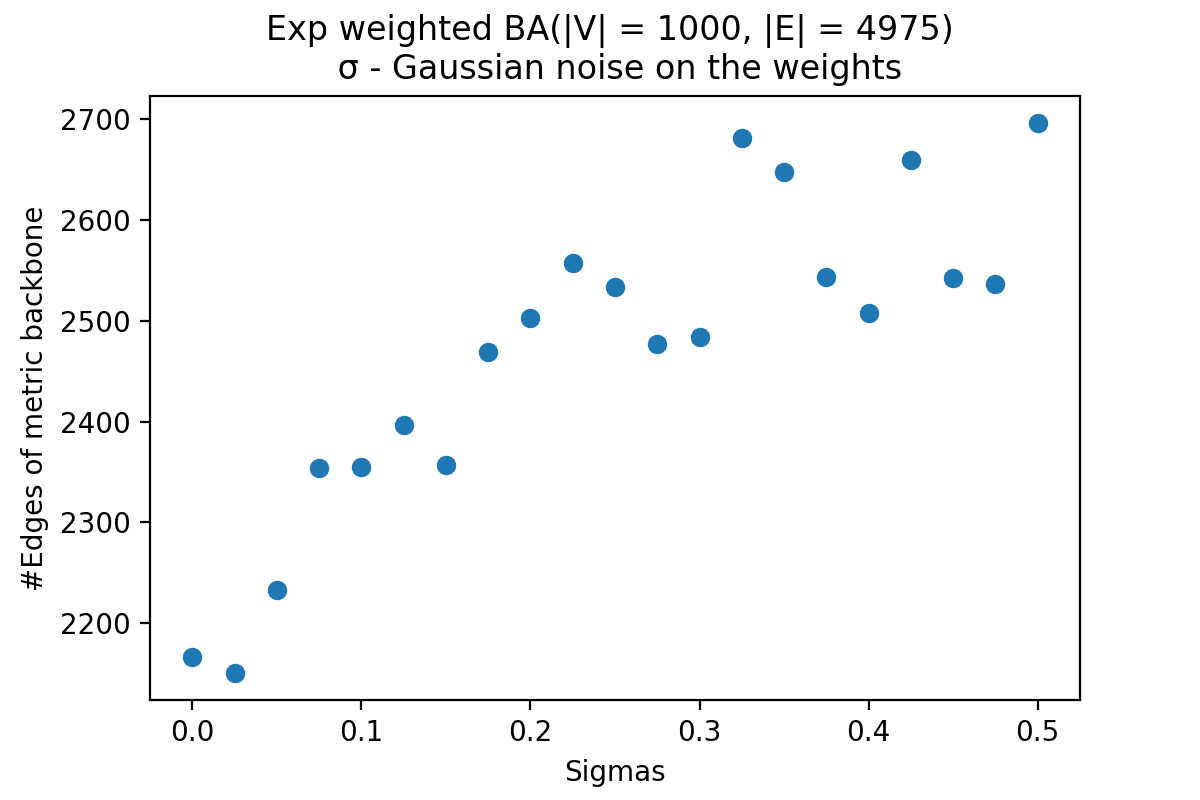 Exp weighted BA(|V| = 1000, |E| = 4975)
σ - Gaussian noise on the weights
#Edges of metric backbone
2700
2600
2500
2400
2300
2200
0.0 0.1 0.2 0.3 0.4 0.5
Sigmas